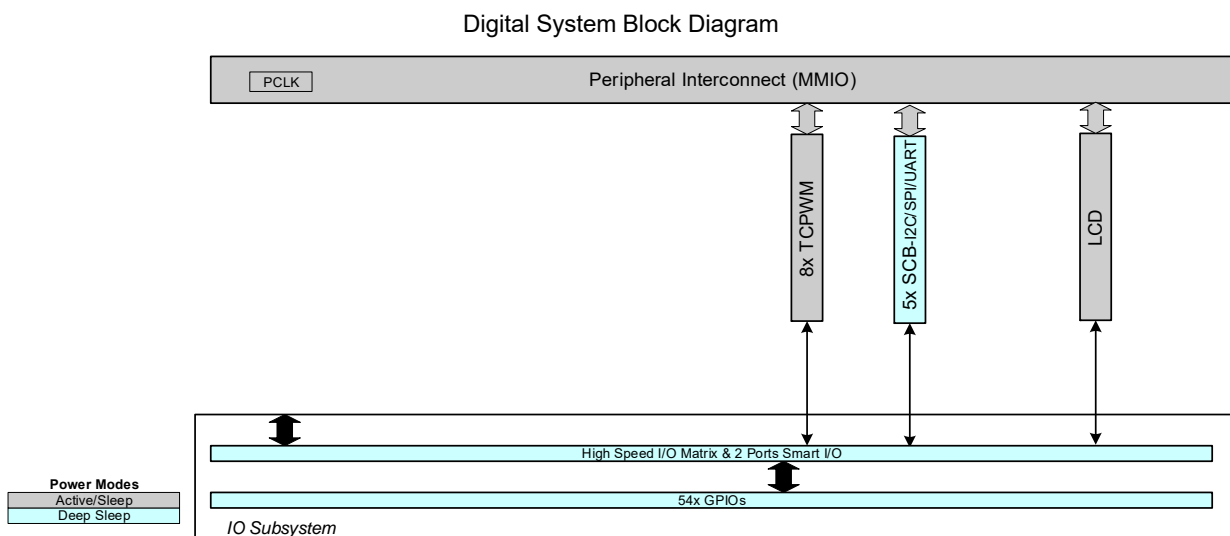 Digital System Block Diagram
PCLK
Peripheral Interconnect (MMIO)
8x TCPWM
5x SCB-I2C/SPI/UART
LCD
High Speed I/O Matrix & 2 Ports Smart I/O
Power Modes
Active/Sleep
Deep Sleep
54x GPIOs
IO Subsystem